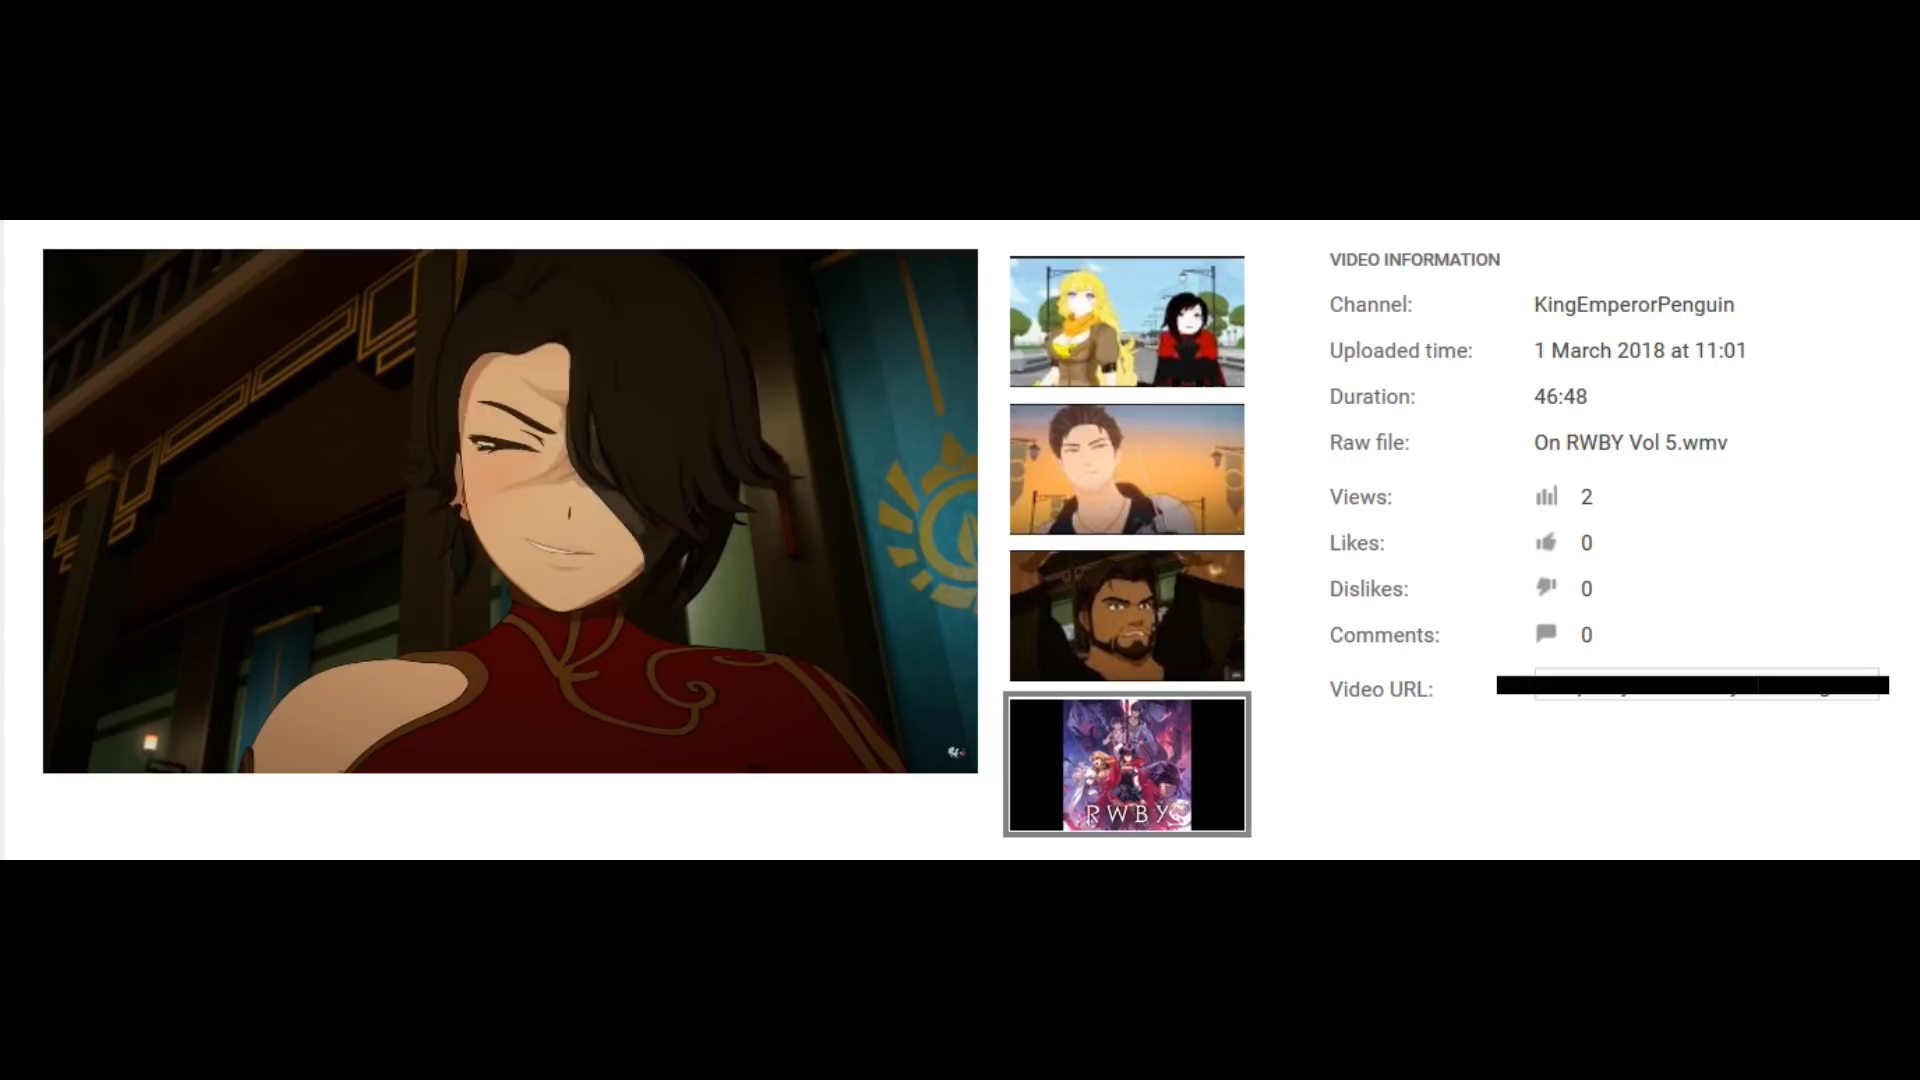 VIDEO INFORMATION
Channel: KingEmperorPenguin
Uploaded time: 1 March 2018 at 11:01
Duration: 46:48
Raw file: On RWBY Vol 5.wmv
Views: 2
Likes: 0
Dislikes: 0
Comments: 0
Video URL:
RWBY